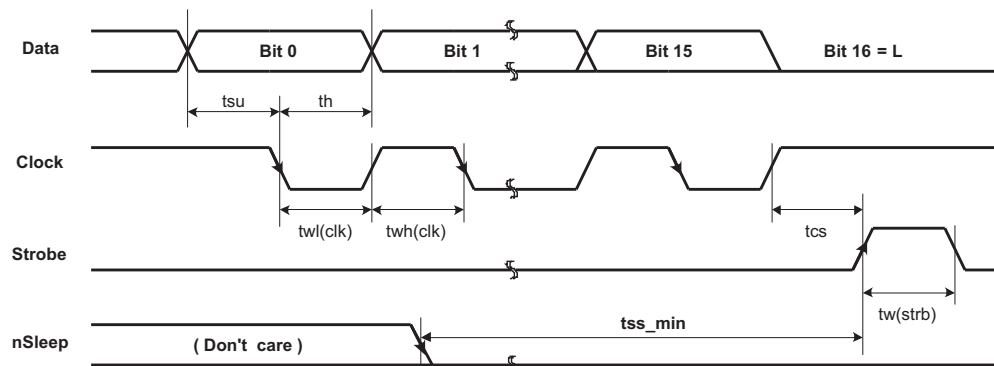 Data
Bit 0
Bit 1
Bit 15
Bit 16 = L
tsu
th
Clock
twl(clk)
twh(clk)
tcs
Strobe
tw(strb)
tss_min
nSleep
( Don't care )